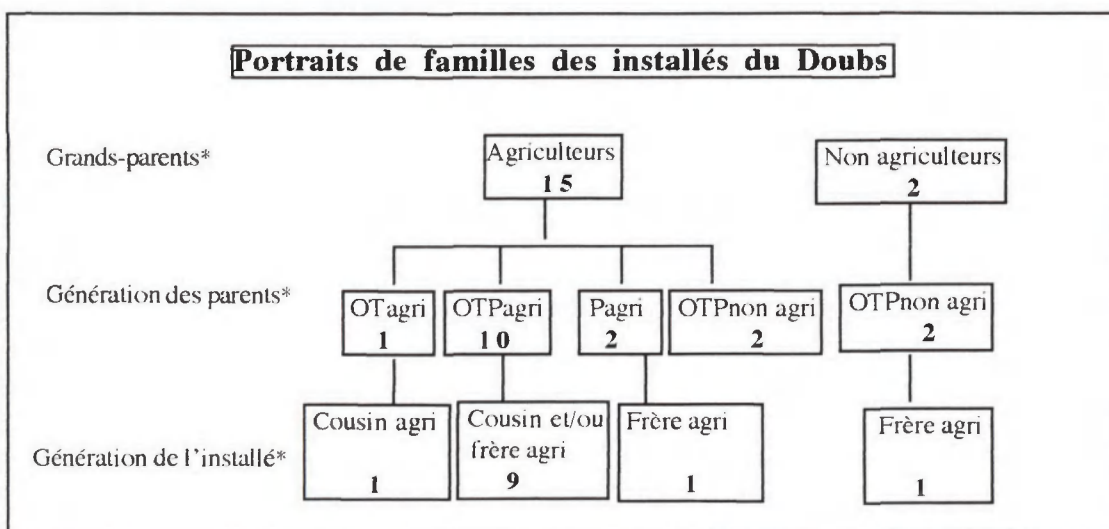 Portraits de familles des installés du Doubs
Grands-parents*
Agriculteurs
15
Non agriculteurs
2
Génération des parents*
OTagri
1
OTPagri
10
Pagri
2
OTPnon agri
2
OTPnon agri
2
Génération de l'installé*
Cousin agri
1
Cousin et/ou
frère agri
9
Frère agri
1
Frère agri
1